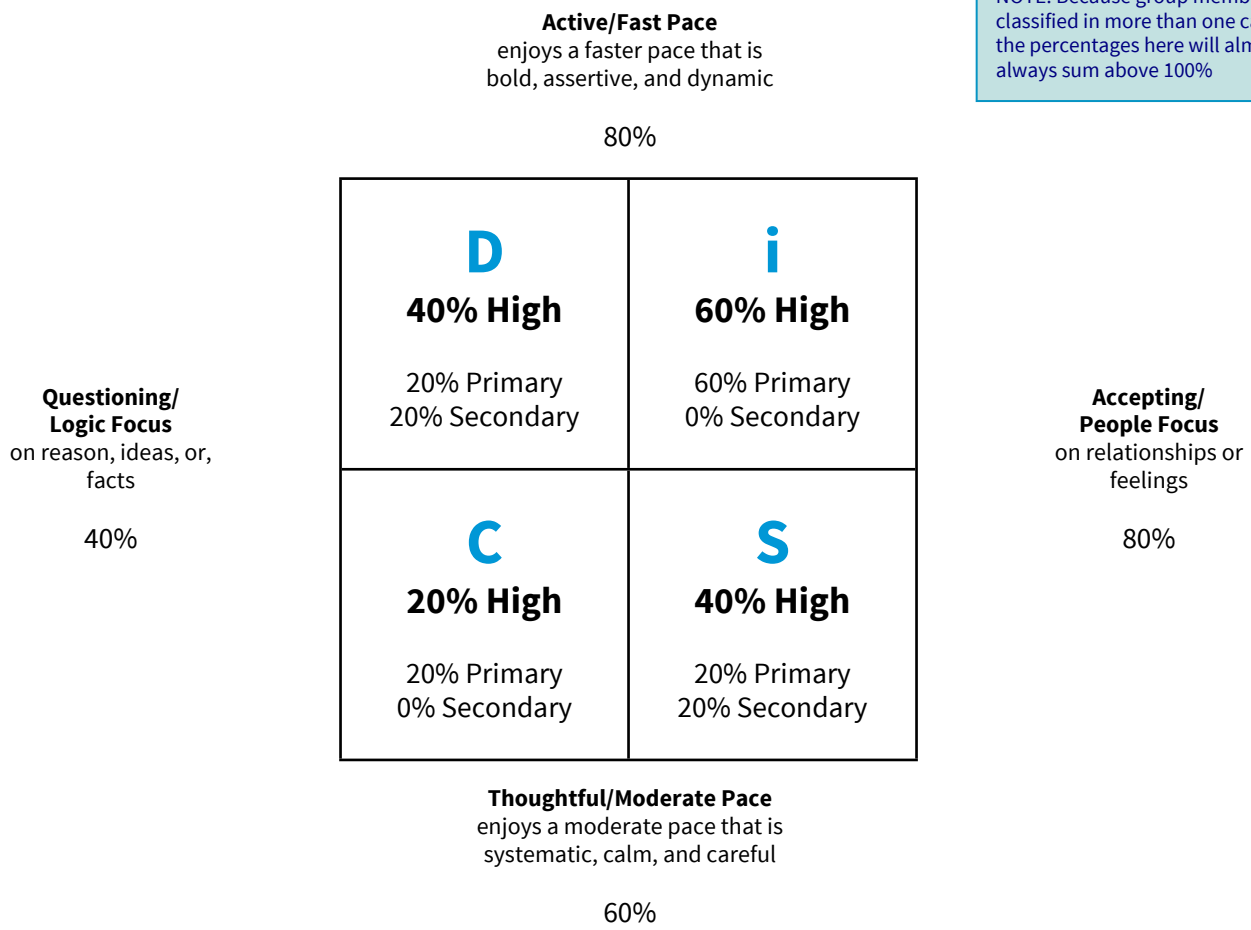 Active/Fast Pace
enjoys a faster pace that is
bold, assertive, and dynamic
80%
classified in more than one
the percentages here will
always sum above 100%
D
40% High
20% Primary
20% Secondary
i
60% High
60% Primary
0% Secondary
Questioning/
Logic Focus
on reason, ideas, or,
facts
40%
Accepting/
People Focus
on relationships or
feelings
80%
C
20% High
20% Primary
0% Secondary
S
40% High
20% Primary
20% Secondary
Thoughtful/Moderate Pace
enjoys a moderate pace that is
systematic, calm, and careful
60%